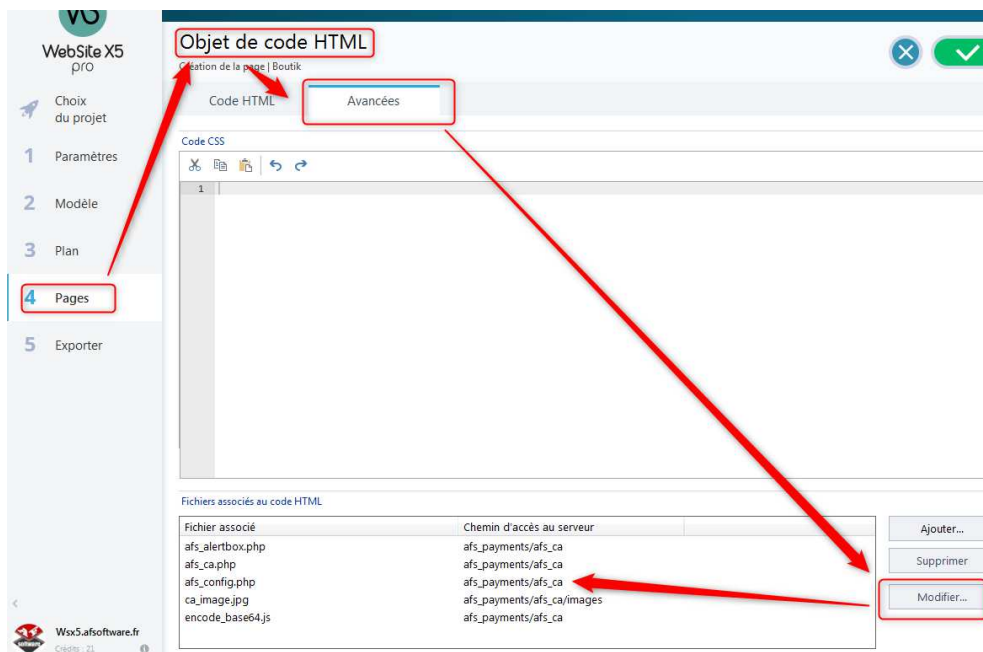 WebSite X5
pro
Choix
du projet
1 Paramètres
2 Modèle
3 Plan
4 Pages
5 Exporter
Wsx5.afsoftware.fr
Crédits : 21
Objet de code HTML
Création de la page | Boutik
Code HTML Avancées
Code CSS
1
Fichiers associés au code HTML
Fichier associé Chemin d'accès au serveur
afs_alertbox.php afs_payments/afs_ca
afs_ca.php afs_payments/afs_ca
afs_config.php afs_payments/afs_ca
ca_image.jpg afs_payments/afs_ca/images
encode_base64.js afs_payments/afs_ca
Ajouter...
Supprimer
Modifier...